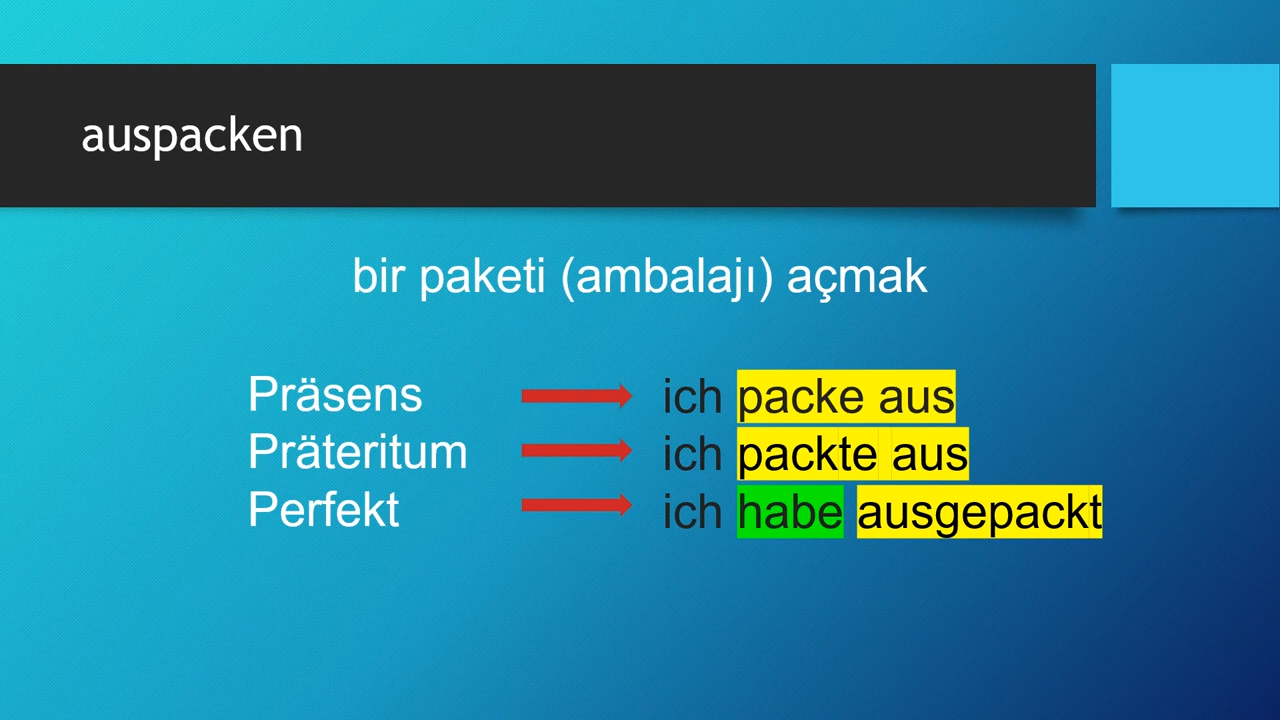 auspacken
bir paketi (ambalajı) açmak
Präsens ich packe aus
Präteritum ich packte aus
Perfekt ich habe ausgepackt